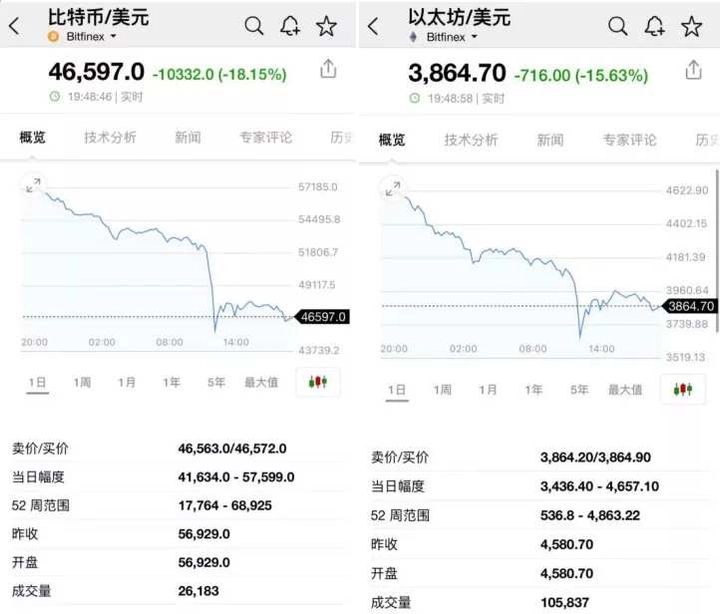 比特币/美元
Bitfinex
46,597.0 -10332.0 (-18.15%)
19:48:46 | 实时
概览 技术分析 新闻 专家评论 历史
57185.0
54495.8
51806.7
49117.5
46597.0
43739.2
20:00 02:00 08:00 14:00
1日 1周 1月 1年 5年 最大值
卖价/买价 46,563.0/46,572.0
当日幅度 41,634.0 - 57,599.0
52 周范围 17,764 - 68,925
昨收 56,929.0
开盘 56,929.0
成交量 26,183
以太坊/美元
Bitfinex
3,864.70 -716.00 (-15.63%)
19:48:58 | 实时
概览 技术分析 新闻 专家评论 历史
4622.90
4402.15
4181.39
3960.64
3864.70
3739.88
3519.13
20:00 02:00 08:00 14:00
1日 1周 1月 1年 5年 最大值
卖价/买价 3,864.20/3,864.90
当日幅度 3,436.40 - 4,657.10
52 周范围 536.8 - 4,863.22
昨收 4,580.70
开盘 4,580.70
成交量 105,837